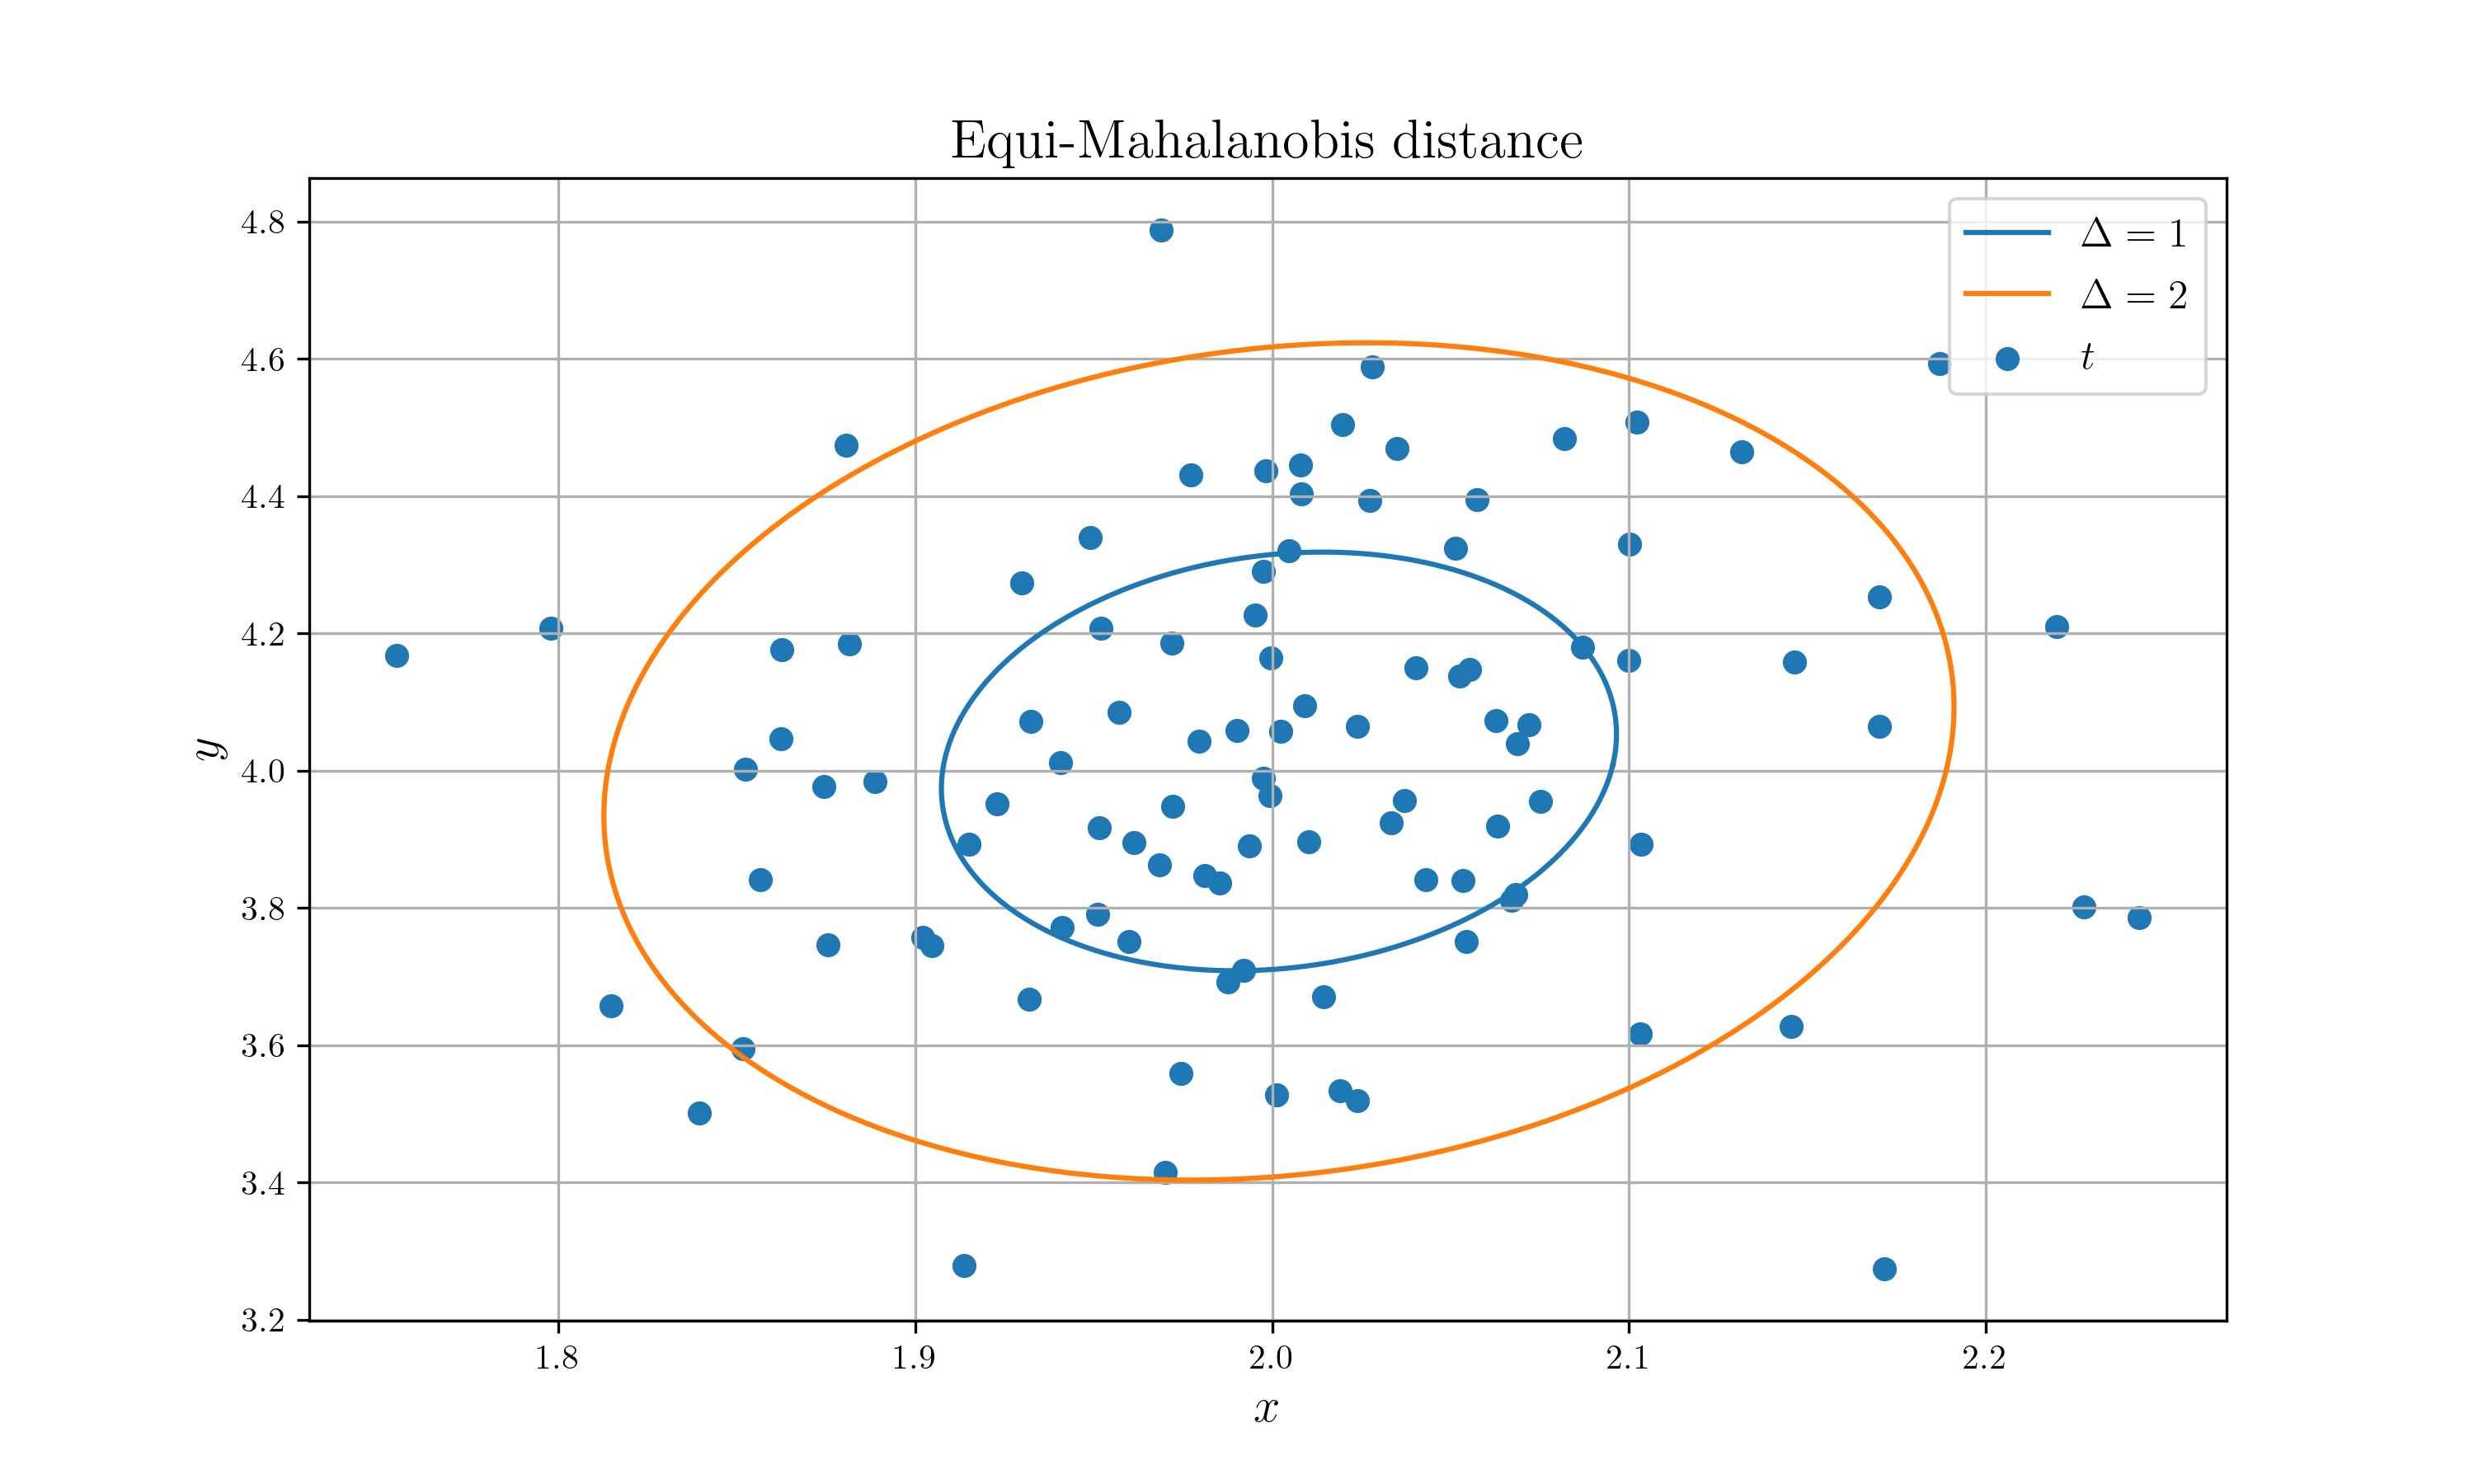 Equi-Mahalanobis distance
Δ = 1
Δ = 2
t
y
4.8
4.6
4.4
4.2
4.0
3.8
3.6
3.4
3.2
1.8 1.9 2.0 2.1 2.2
x